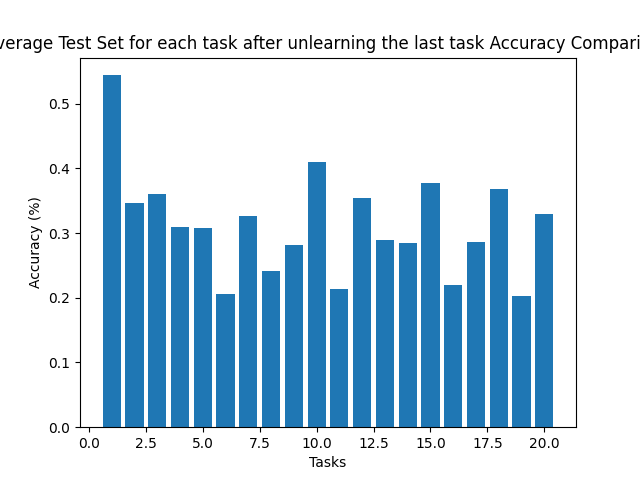 verage Test Set for each task after unlearning the last task Accuracy Compari
Accuracy (%)
0.5
0.4
0.3
0.2
0.1
0.0
0.0 2.5 5.0 7.5 10.0 12.5 15.0 17.5 20.0
Tasks